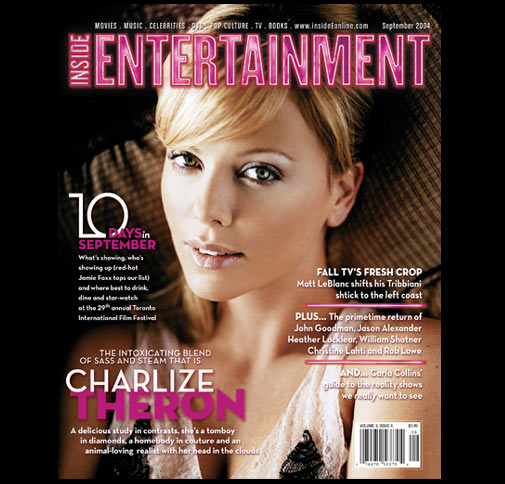 MOVIES . MUSIC . CELEBRITIES . DVD . POP CULTURE . TV . BOOKS . www.insideEonline.com September 2004
INSIDE ENTERTAINMENT
10
DAYS in
SEPTEMBER
What's showing, who's
showing up (red-hot
Jamie Foxx tops our list)
and where best to drink,
dine and star-watch
at the 29th annual Toronto
International Film Festival
THE INTOXICATING BLEND
OF SASS AND STEAM THAT IS
CHARLIZE
THERON
A delicious study in contrasts, she's a tomboy
in diamonds, a homebody in couture and an
animal-loving realist with her head in the clouds
FALL TV'S FRESH CROP
Matt LeBlanc shifts his Tribbiani
shtick to the left coast
PLUS... The primetime return of
John Goodman, Jason Alexander
Heather Locklear, William Shatner
Christine Lahti and Rob Lowe
AND... Carla Collins'
guide to the reality shows
we really want to see